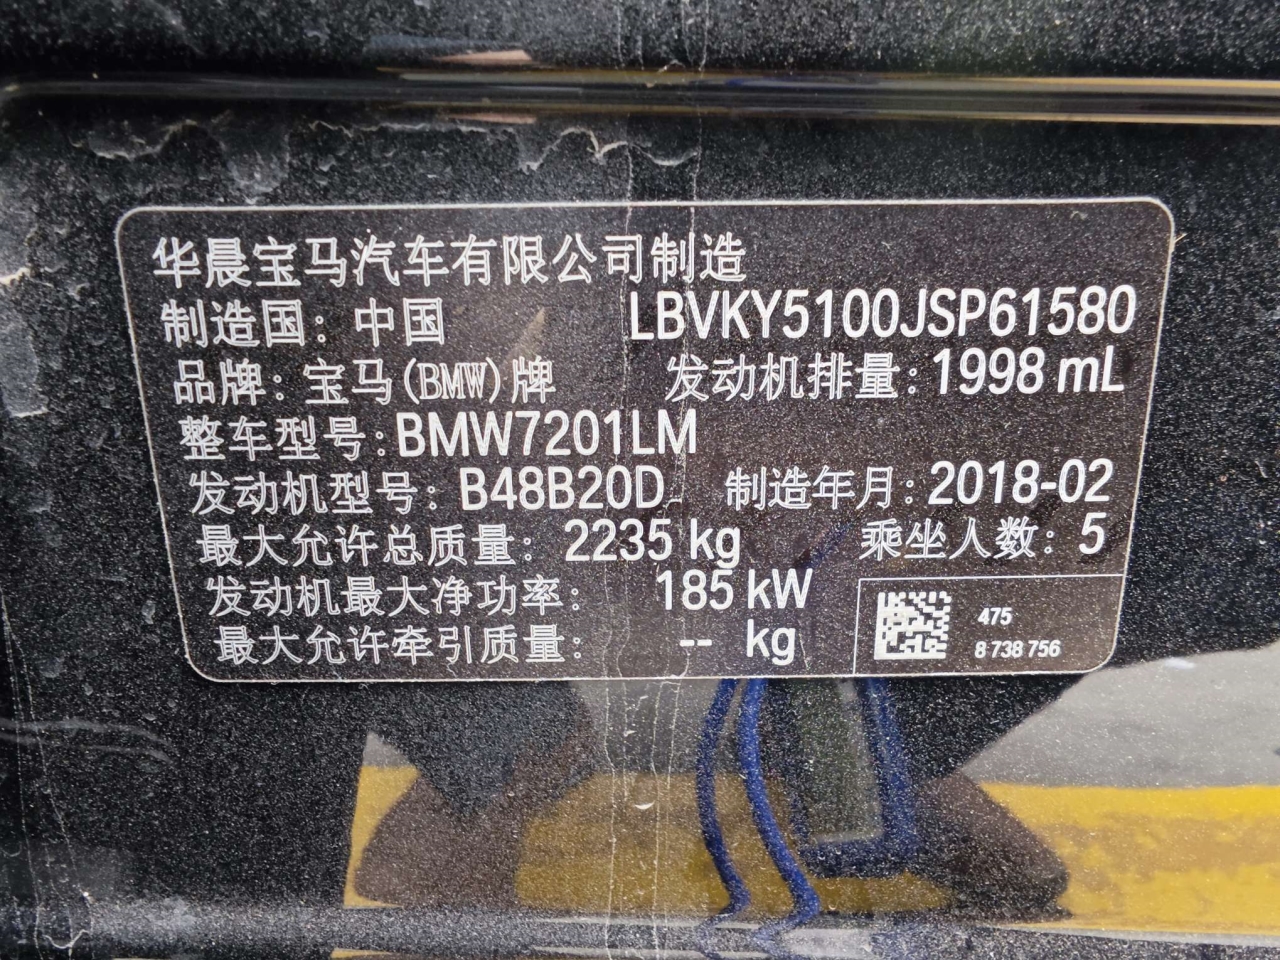 华晨宝马汽车有限公司制造
制造国：中国 LBVKY5100JSP61580
品牌：宝马(BMW)牌 发动机排量：1998 mL
整车型号：BMW7201LM
发动机型号：B48B20D 制造年月：2018-02
最大允许总质量：2235 kg 乘坐人数：5
发动机最大净功率：185 kW
最大允许牵引质量：-- kg
475
8 738 756